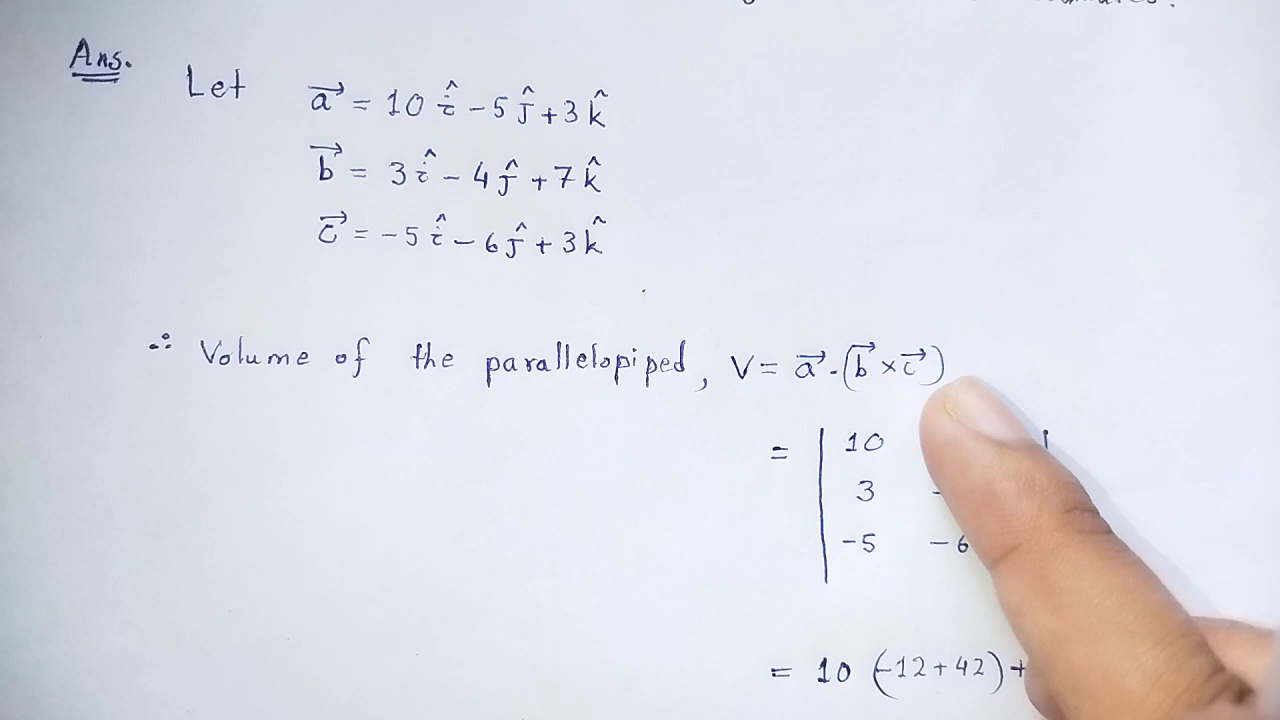 Ans.
Let a⃗ = 10 î - 5 ĵ + 3 k̂
b⃗ = 3 î - 4 ĵ + 7 k̂
c⃗ = -5 î - 6 ĵ + 3 k̂
∴ Volume of the parallelopiped, V = a⃗ . (b⃗ × c⃗)
= | 10
3 -
-5 -6
= 10 (-12 + 42) +